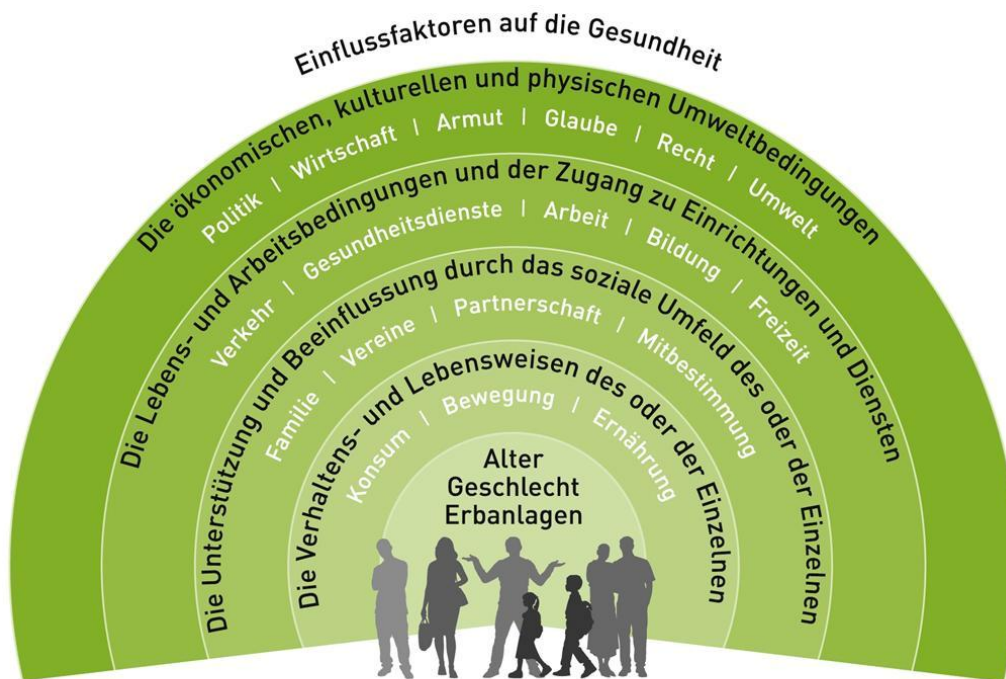 Einflussfaktoren auf die Gesundheit
Die ökonomischen, kulturellen und physischen Umweltbedingungen
Politik | Wirtschaft | Armut | Glaube | Recht | Umwelt
Die Lebens- und Arbeitsbedingungen und der Zugang zu Einrichtungen und Diensten
Verkehr | Gesundheitsdienste | Arbeit | Bildung | Freizeit
Die Unterstützung und Beeinflussung durch das soziale Umfeld des oder der Einzelnen
Familie | Vereine | Partnerschaft | Mitbestimmung
Die Verhaltens- und Lebensweisen des oder der Einzelnen
Konsum | Bewegung | Ernährung
Alter
Geschlecht
Erbanlagen